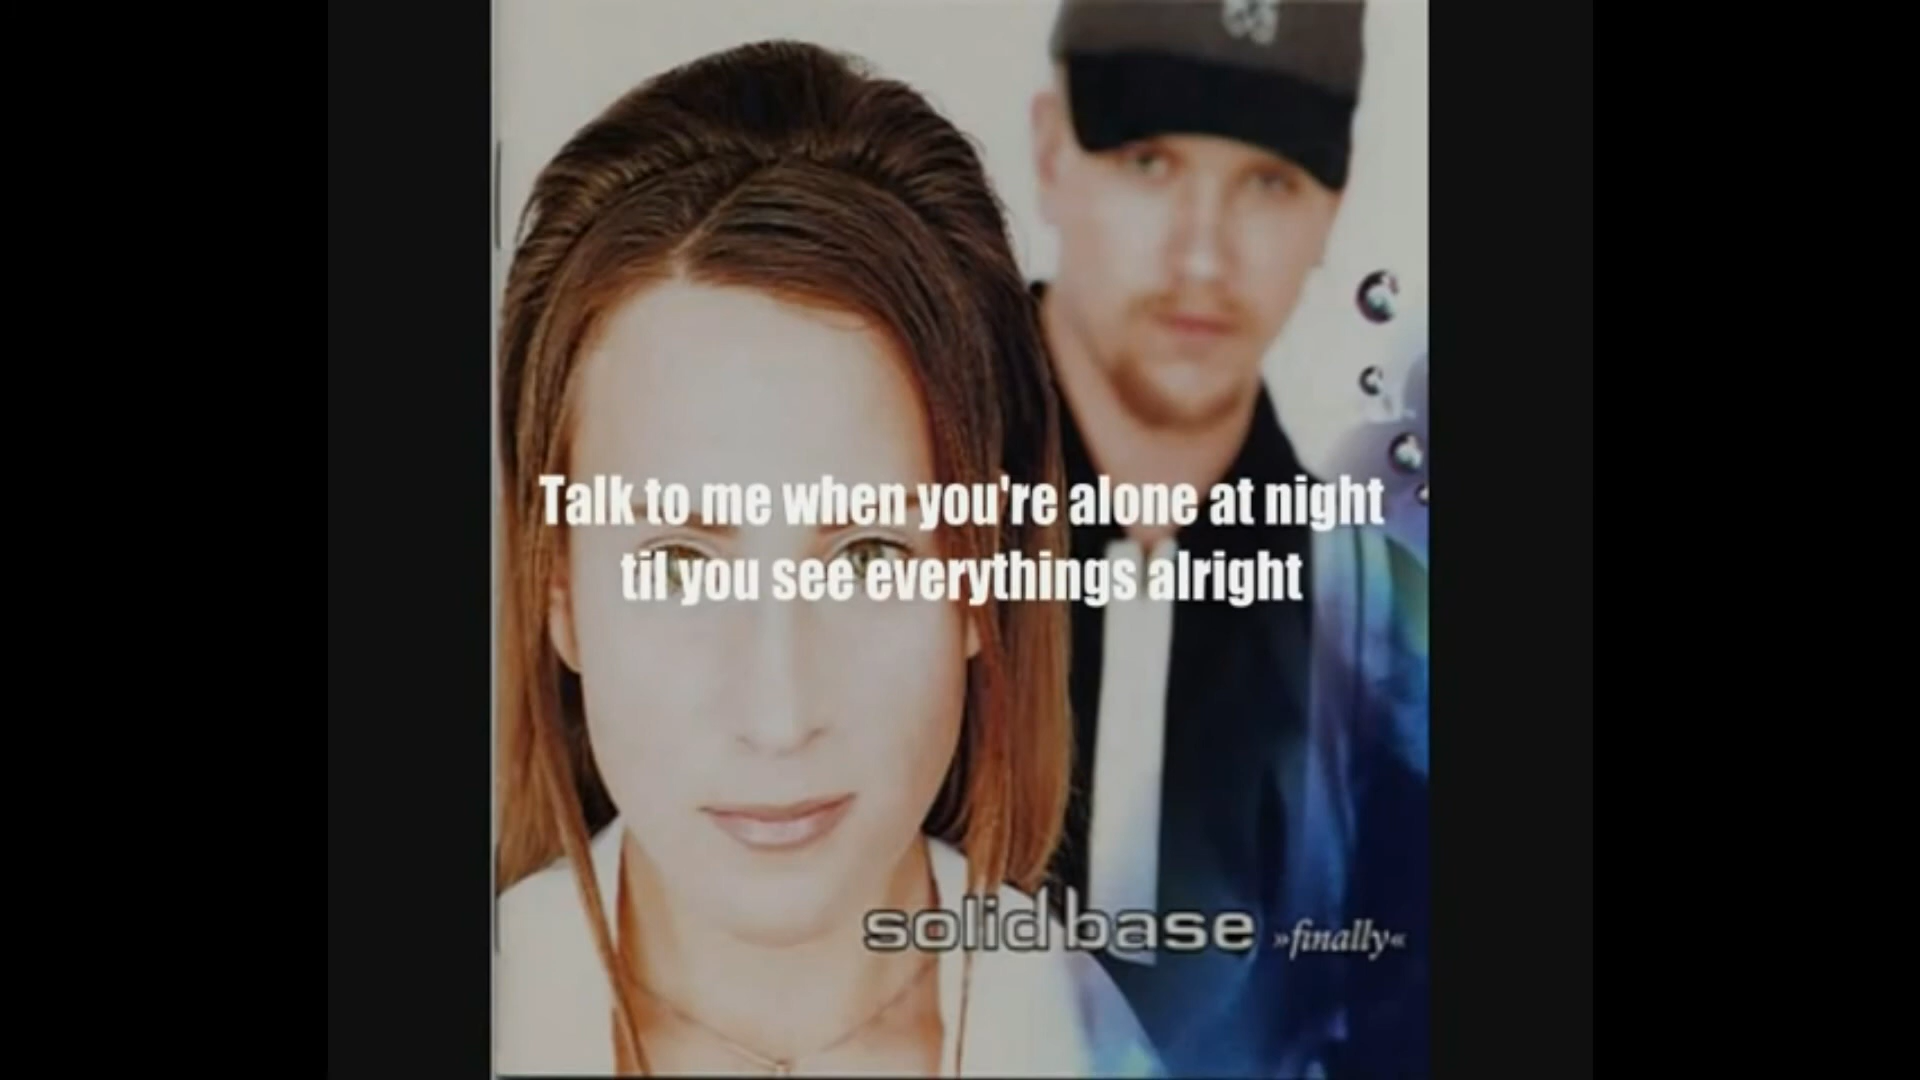 Talk to me when you're alone at night
til you see everythings alright
solid base »finally«